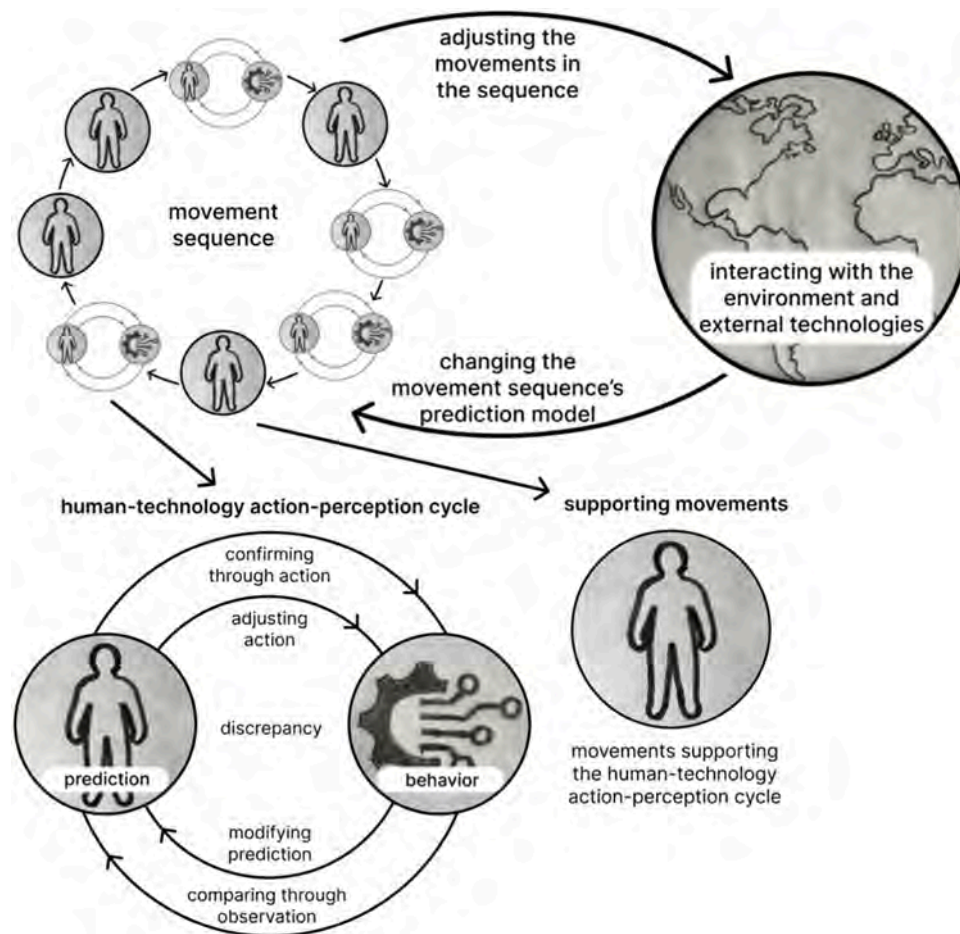 adjusting the
movements in
the sequence
movement
sequence
interacting with the
environment and
external technologies
changing the
movement sequence's
prediction model
human-technology action-perception cycle
supporting movements
confirming
through action
adjusting
action
discrepancy
prediction
behavior
modifying
prediction
comparing through
observation
movements supporting
the human-technology
action-perception cycle